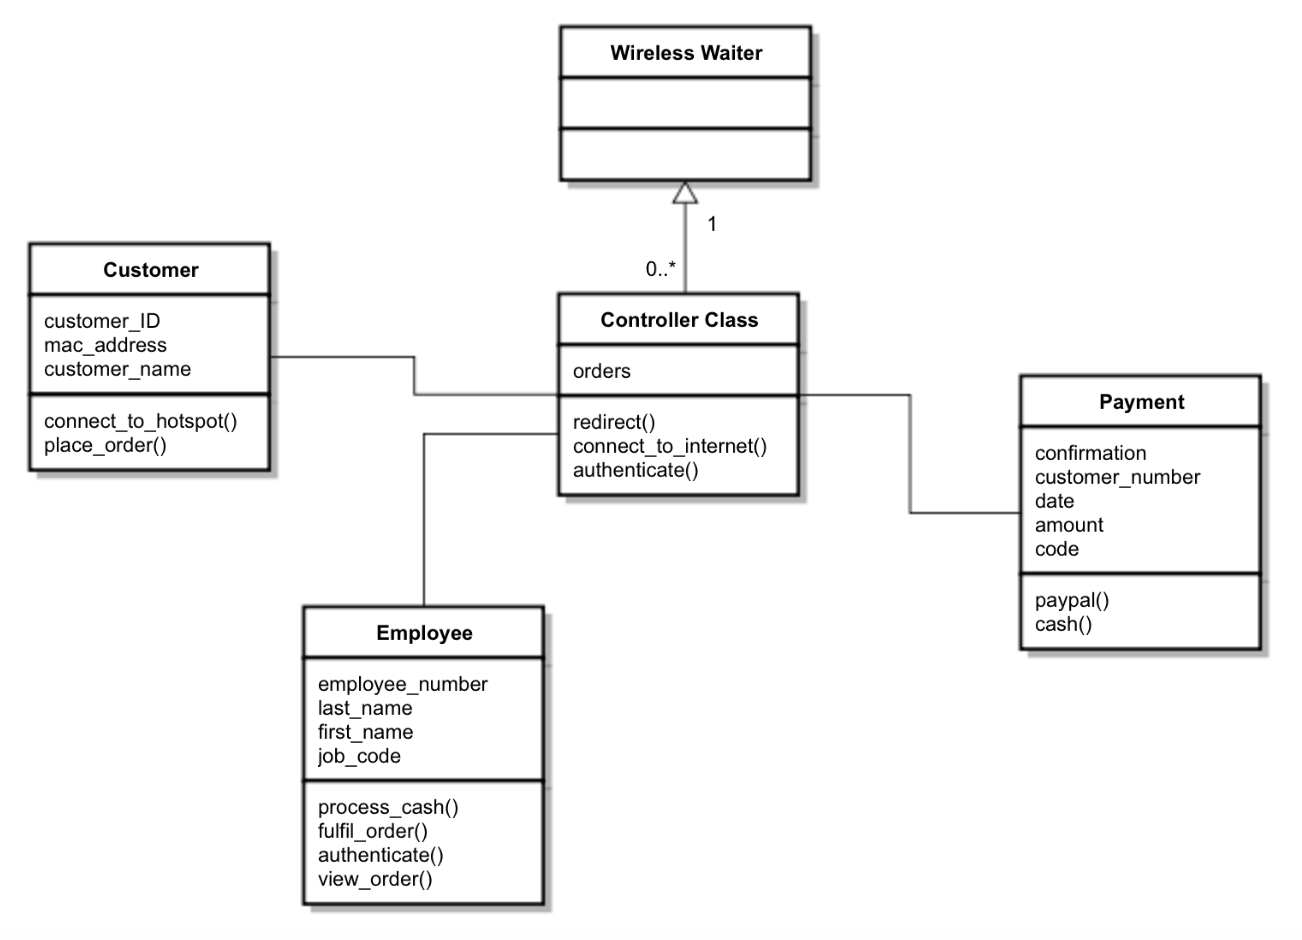 Wireless Waiter
1
0..*
Customer
customer_ID
mac_address
customer_name
connect_to_hotspot()
place_order()
Controller Class
orders
redirect()
connect_to_internet()
authenticate()
Payment
confirmation
customer_number
date
amount
code
paypal()
cash()
Employee
employee_number
last_name
first_name
job_code
process_cash()
fulfil_order()
authenticate()
view_order()